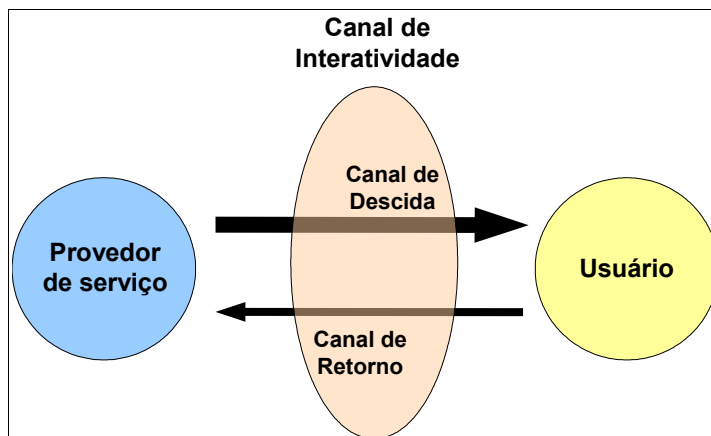 Canal de
Interatividade
Canal de
Descida
Provedor
de serviço
Usuário
Canal de
Retorno